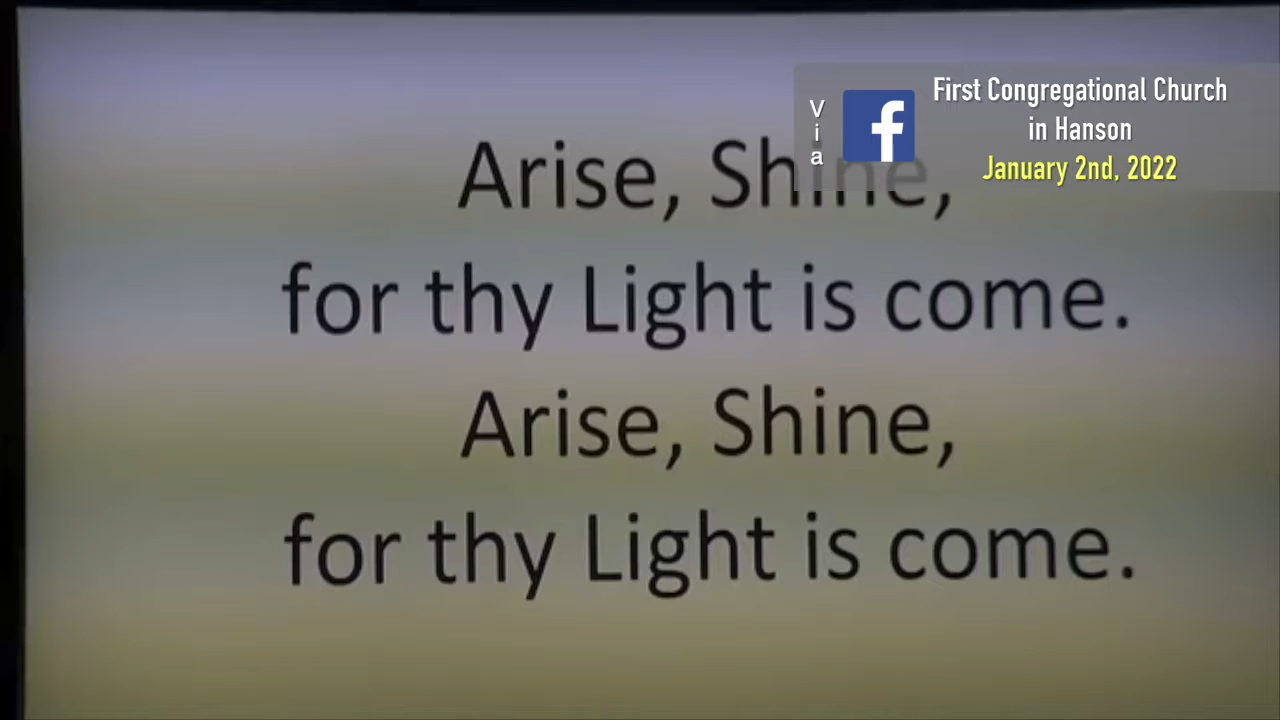 Via
First Congregational Church
in Hanson
January 2nd, 2022
Arise, Shine,
for thy Light is come.
Arise, Shine,
for thy Light is come.